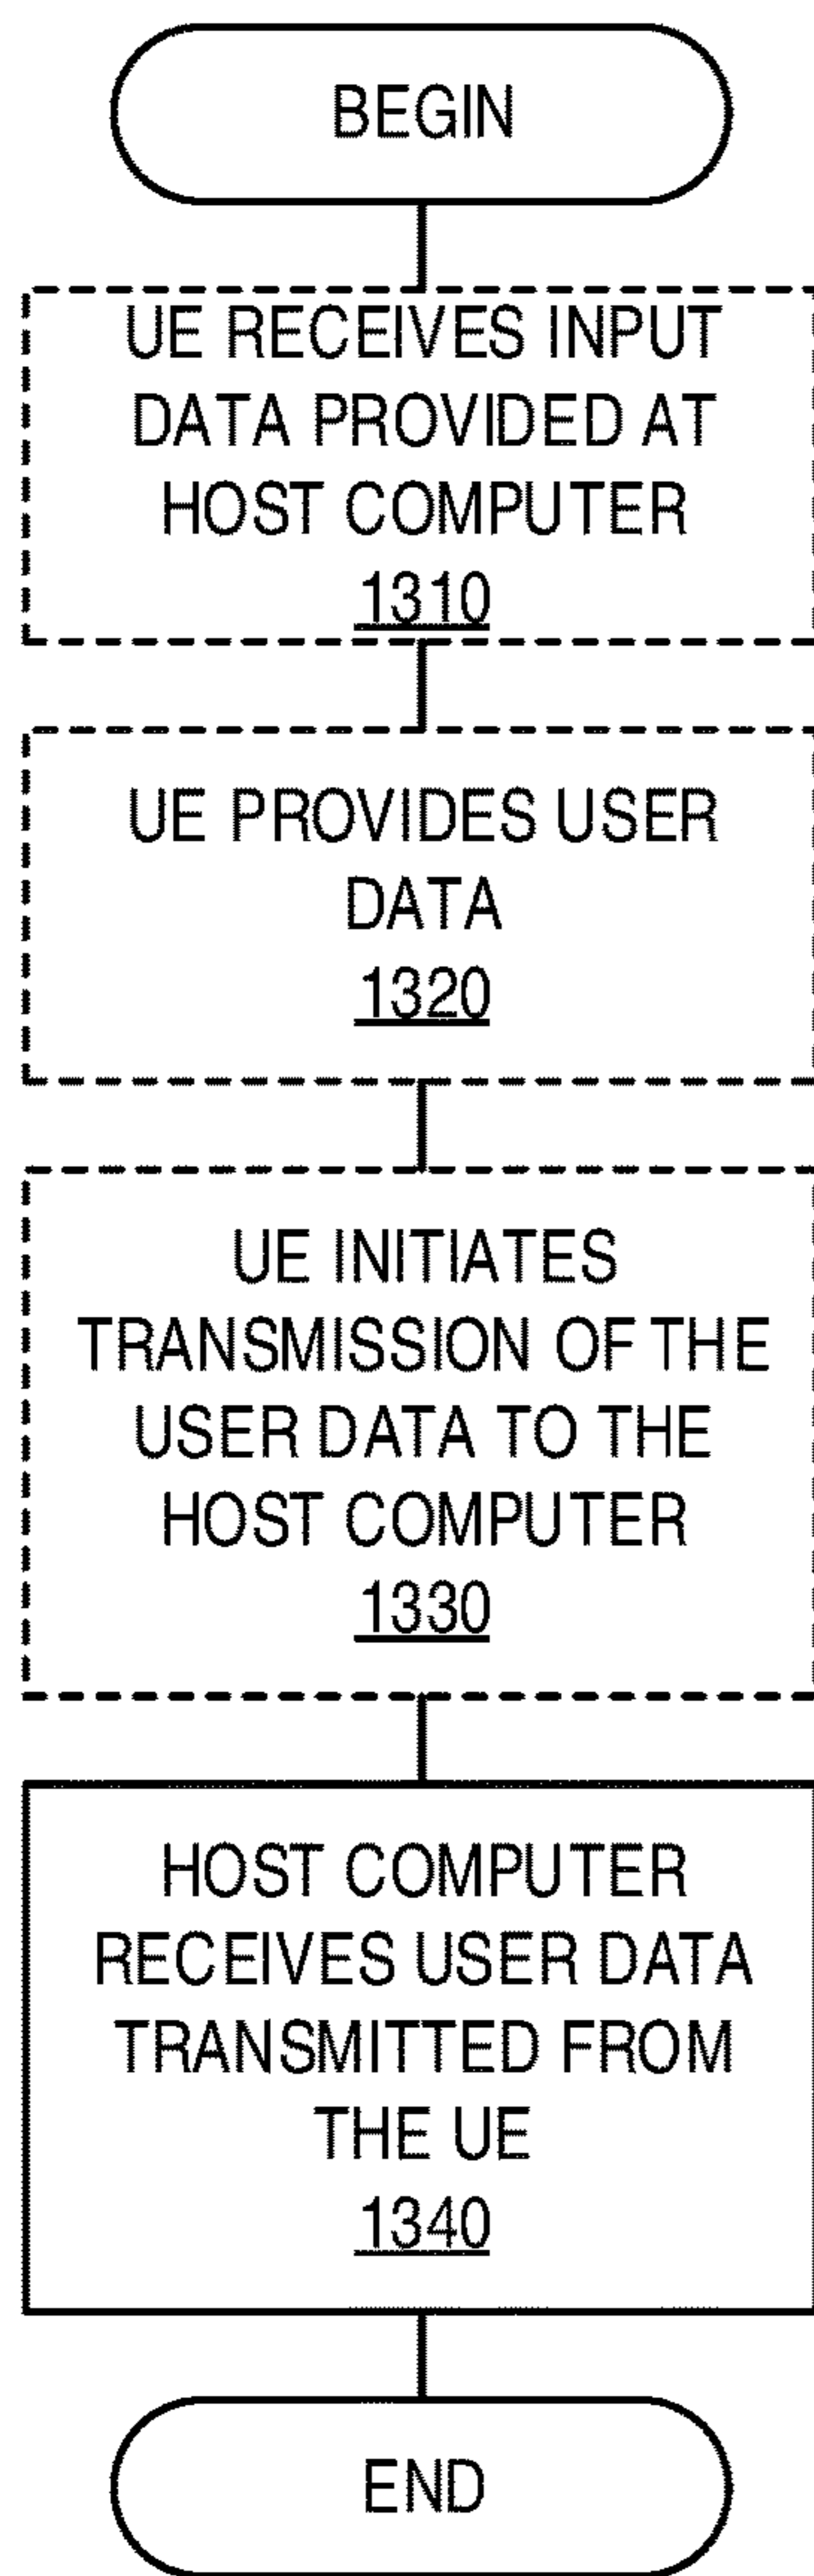 BEGIN
UE RECEIVES INPUT
DATA PROVIDED AT
HOST COMPUTER
1310
UE PROVIDES USER
DATA
1320
UE INITIATES
TRANSMISSION OF THE
USER DATA TO THE
HOST COMPUTER
1330
HOST COMPUTER
RECEIVES USER DATA
TRANSMITTED FROM
THE UE
1340
END